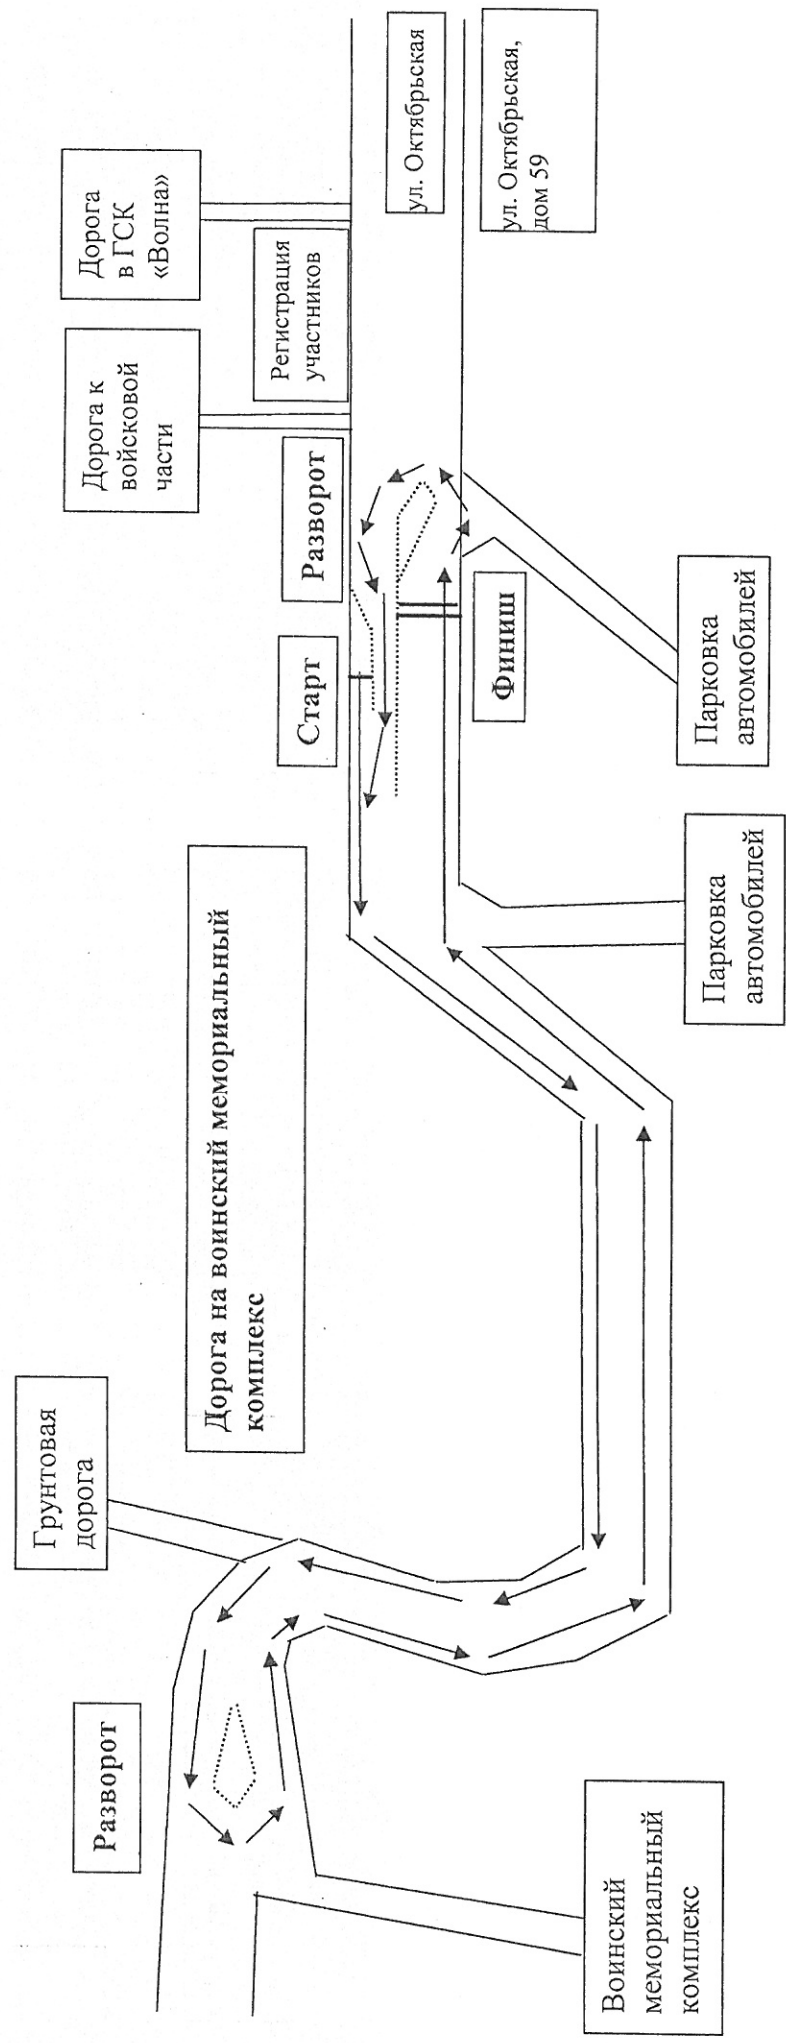 Дорога
в ГСК
«Волна»
Дорога к
войсковой
части
Регистрация
участников
ул. Октябрьская
ул. Октябрьская,
дом 59
Разворот
Старт
Финиш
Парковка
автомобилей
Парковка
автомобилей
Дорога на воинский мемориальный
комплекс
Грунтовая
дорога
Разворот
Воинский
мемориальный
комплекс